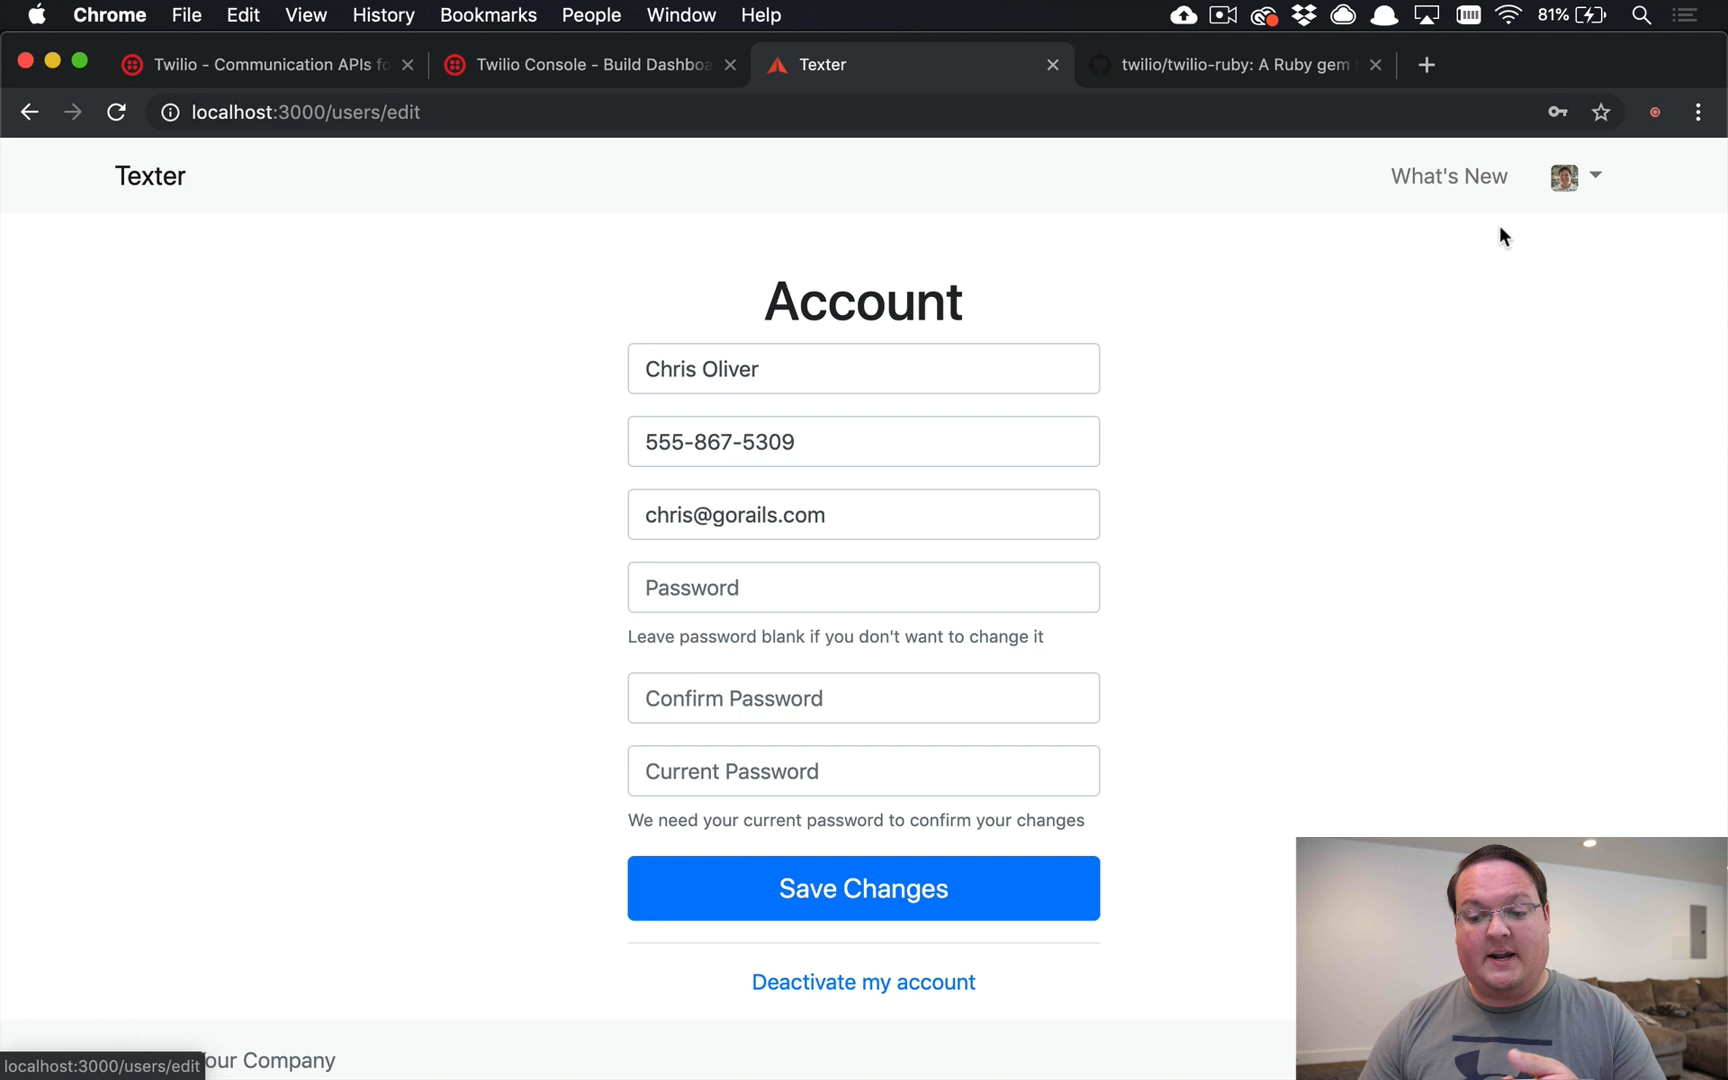 Chrome File Edit View History Bookmarks People Window Help 81%
Twilio - Communication APIs fo Twilio Console - Build Dashboa Texter twilio/twilio-ruby: A Ruby gem
localhost:3000/users/edit
Texter What's New
Account
Chris Oliver
555-867-5309
chris@gorails.com
Password
Leave password blank if you don't want to change it
Confirm Password
Current Password
We need your current password to confirm your changes
Save Changes
Deactivate my account
our Company
localhost:3000/users/edit